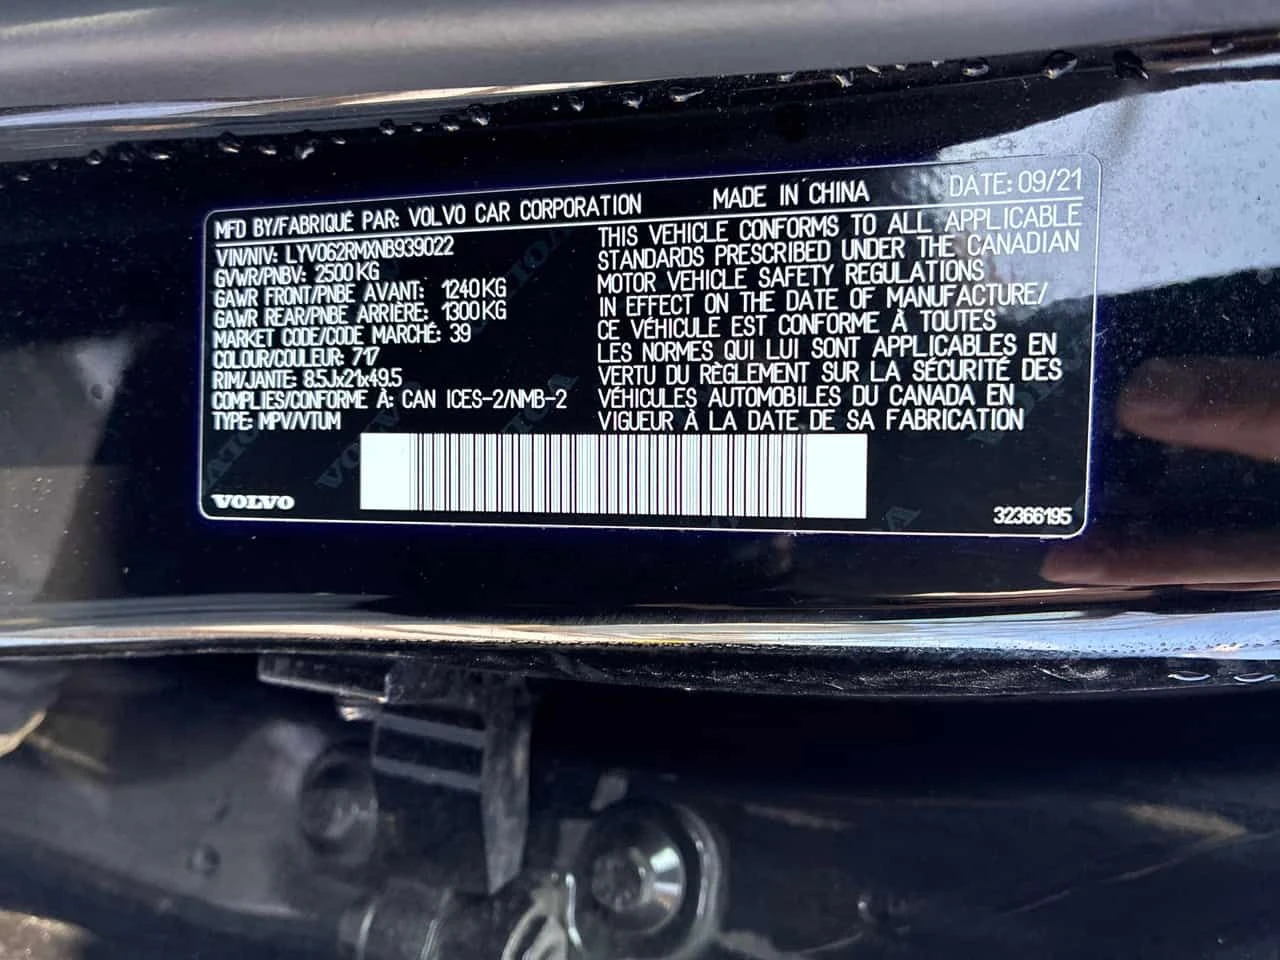 MFD BY/FABRIQUÉ PAR: VOLVO CAR CORPORATION MADE IN CHINA DATE: 09/21
VIN/NIV: LYV062RMXNB939022
GVWR/PNBV: 2500 KG
GAWR FRONT/PNBE AVANT: 1240 KG
GAWR REAR/PNBE ARRIÈRE: 1300 KG
MARKET CODE/CODE MARCHÉ: 39
COLOUR/COULEUR: 717
RIM/JANTE: 8.5Jx21x49.5
COMPLIES/CONFORME À: CAN ICES-2/NMB-2
TYPE: MPV/VTUM
THIS VEHICLE CONFORMS TO ALL APPLICABLE
STANDARDS PRESCRIBED UNDER THE CANADIAN
MOTOR VEHICLE SAFETY REGULATIONS
IN EFFECT ON THE DATE OF MANUFACTURE/
CE VÉHICULE EST CONFORME À TOUTES
LES NORMES QUI LUI SONT APPLICABLES EN
VERTU DU RÈGLEMENT SUR LA SÉCURITÉ DES
VÉHICULES AUTOMOBILES DU CANADA EN
VIGUEUR À LA DATE DE SA FABRICATION
VOLVO
32366195